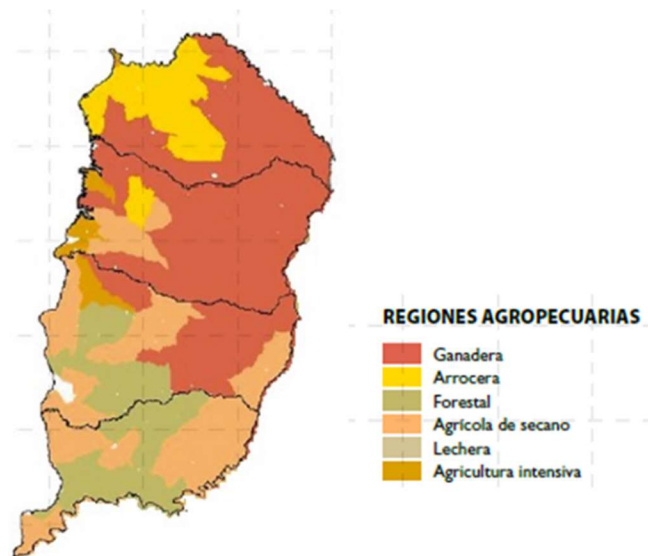 REGIONES AGROPECUARIAS
Ganadera
Arrocera
Forestal
Agrícola de secano
Lechera
Agricultura intensiva